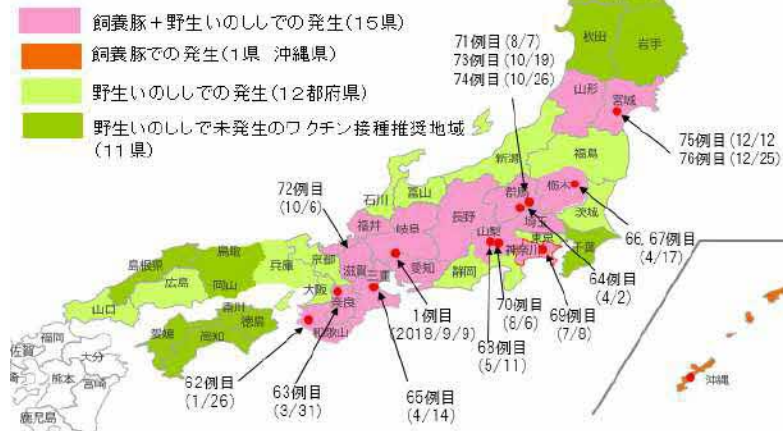 飼養豚＋野生いのししでの発生(15県)
飼養豚での発生(1県 沖縄県)
野生いのししでの発生(12都府県)
野生いのししで未発生のワクチン接種推奨地域
(11県)
71例目(8/7)
73例目(10/19)
74例目(10/26)
秋田
岩手
山形
宮城
75例目(12/12
76例目(12/25)
新潟
福島
72例目
(10/6)
石川
富山
群馬
栃木
茨城
福井
岐阜
長野
埼玉
66, 67例目
(4/17)
山梨
東京
島根県
鳥取
兵庫
京都
滋賀
愛知
静岡
神奈川
千葉
広島
岡山
大阪
三重
奈良
64例目
(4/2)
山口
香川
1例目
(2018/9/9)
70例目
(8/6)
69例目
(7/8)
愛媛
高知
徳島
和歌山
68例目
(5/11)
福岡
佐賀
大分
熊本
宮崎
鹿児島
62例目
(1/26)
63例目
(3/31)
65例目
(4/14)
沖縄